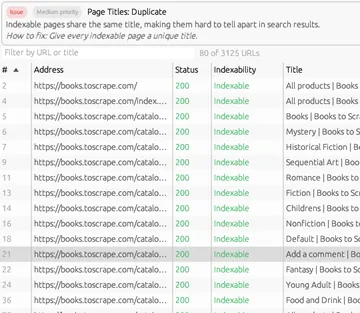 Issue Medium priority Page Titles: Duplicate
Indexable pages share the same title, making them hard to tell apart in search results.
How to fix: Give every indexable page a unique title.
Filter by URL or title 80 of 3125 URLs
# ▲ Address Status Indexability Title
2 https://books.toscrape.com/ 200 Indexable All products | Books
4 https://books.toscrape.com/index.... 200 Indexable All products | Books
5 https://books.toscrape.com/catalo... 200 Indexable Books | Books to Scr
6 https://books.toscrape.com/catalo... 200 Indexable Mystery | Books to S
7 https://books.toscrape.com/catalo... 200 Indexable Historical Fiction | B
9 https://books.toscrape.com/catalo... 200 Indexable Sequential Art | Boo
11 https://books.toscrape.com/catalo... 200 Indexable Romance | Books to
13 https://books.toscrape.com/catalo... 200 Indexable Fiction | Books to Sc
14 https://books.toscrape.com/catalo... 200 Indexable Childrens | Books to
16 https://books.toscrape.com/catalo... 200 Indexable Nonfiction | Books t
18 https://books.toscrape.com/catalo... 200 Indexable Default | Books to S
21 https://books.toscrape.com/catalo... 200 Indexable Add a comment | Bo
22 https://books.toscrape.com/catalo... 200 Indexable Fantasy | Books to S
24 https://books.toscrape.com/catalo... 200 Indexable Young Adult | Books
36 https://books.toscrape.com/catalo... 200 Indexable Food and Drink | Bo